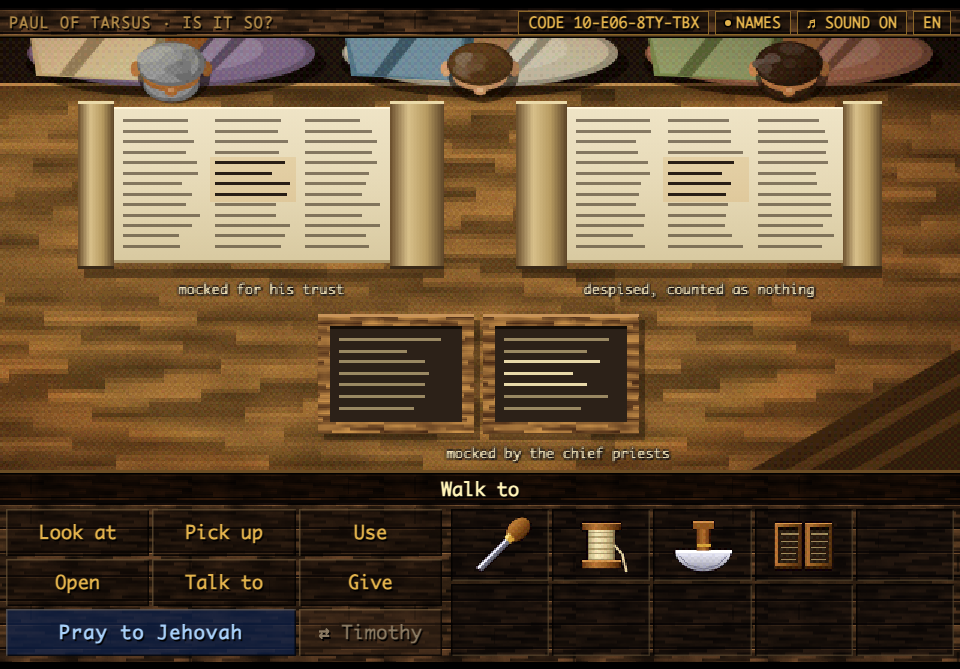 PAUL OF TARSUS · IS IT SO?
CODE 10-E06-8TY-TBX
• NAMES
♬ SOUND ON
EN
mocked for his trust
despised, counted as nothing
mocked by the chief priests
Walk to
Look at
Pick up
Use
Open
Talk to
Give
Pray to Jehovah
⇄ Timothy